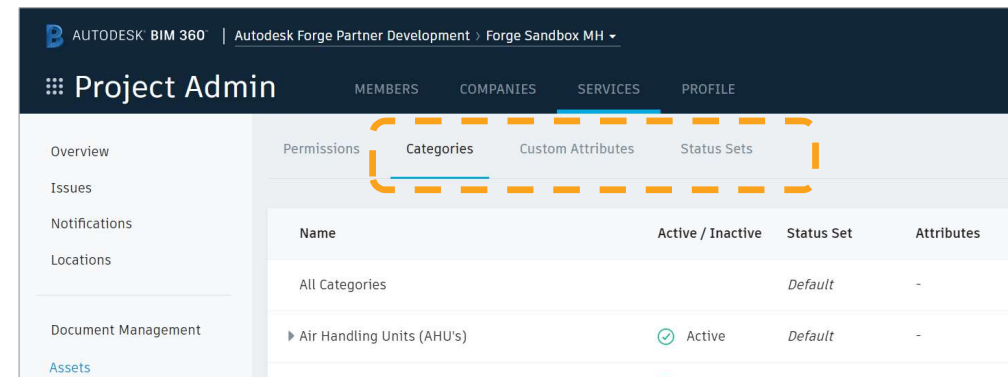 AUTODESK® BIM 360™ | Autodesk Forge Partner Development > Forge Sandbox MH
Project Admin MEMBERS COMPANIES SERVICES PROFILE
Overview
Issues
Notifications
Locations
Document Management
Assets
Permissions Categories Custom Attributes Status Sets
Name Active / Inactive Status Set Attributes
All Categories Default -
Air Handling Units (AHU's) Active Default -